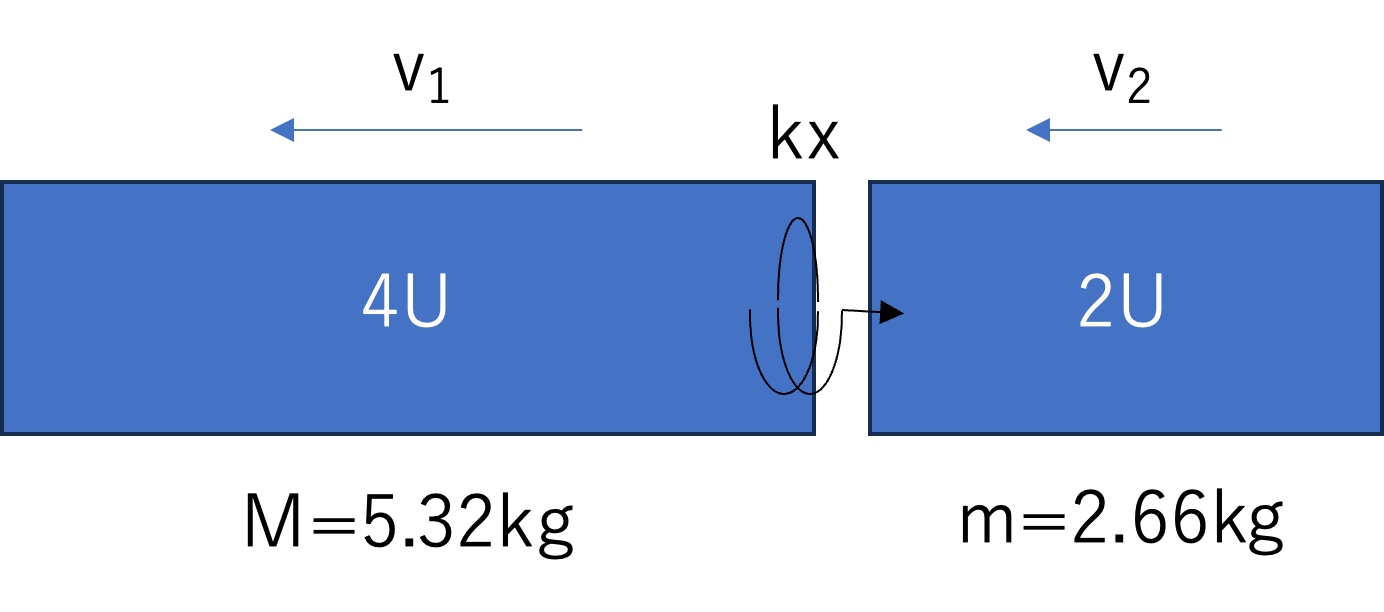 v₁
v₂
kx
4U
2U
M=5.32kg
m=2.66kg